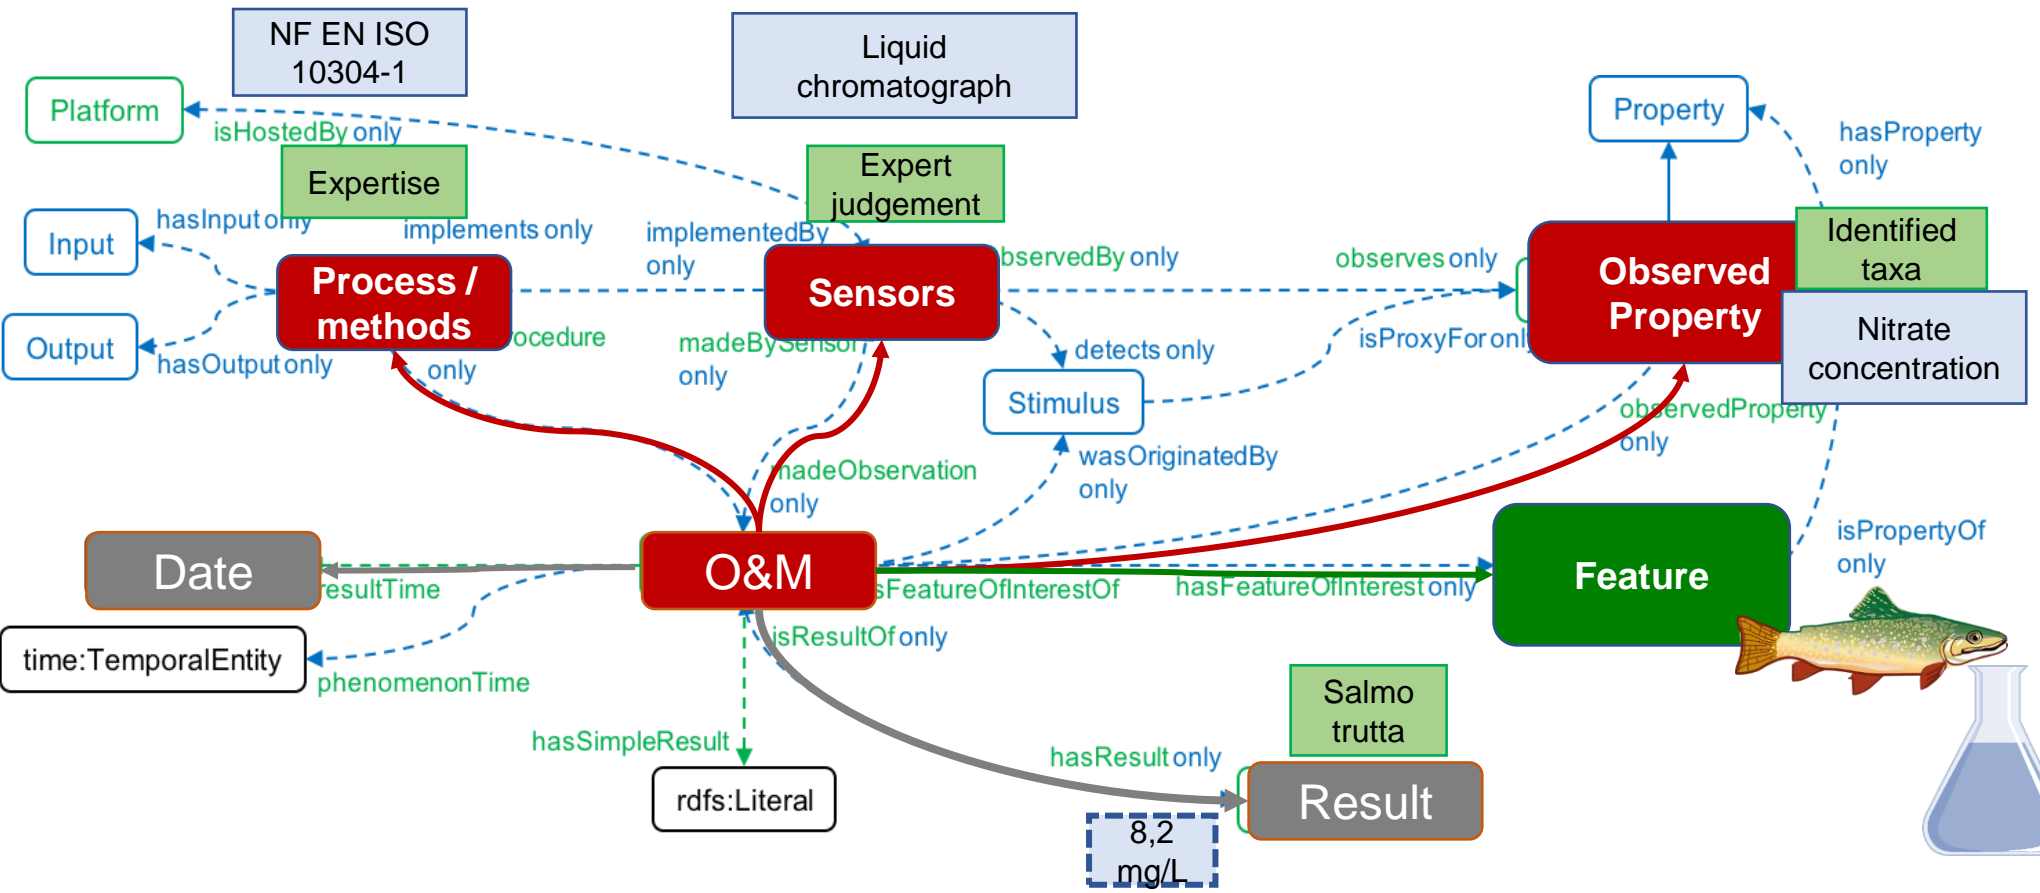 NF EN ISO
10304-1
Liquid
chromatograph
Platform
isHostedBy only
Property
hasProperty
only
Expertise
Expert
judgement
Input
hasInput only
implements only
implementedBy
only
bservedBy only
observes only
Identified
taxa
Process /
methods
Sensors
Observed
Property
Output
hasOutput only
ocedure
only
madeBySensor
only
detects only
isProxyFor only
Nitrate
concentration
Stimulus
observedProperty
only
wasOriginatedBy
only
madeObservation
only
Date
resultTime
O&M
sFeatureOfInterestOf
hasFeatureOfInterest only
Feature
isPropertyOf
only
time:TemporalEntity
phenomenonTime
isResultOf only
hasSimpleResult
rdfs:Literal
hasResult only
Salmo
trutta
Result
8,2
mg/L